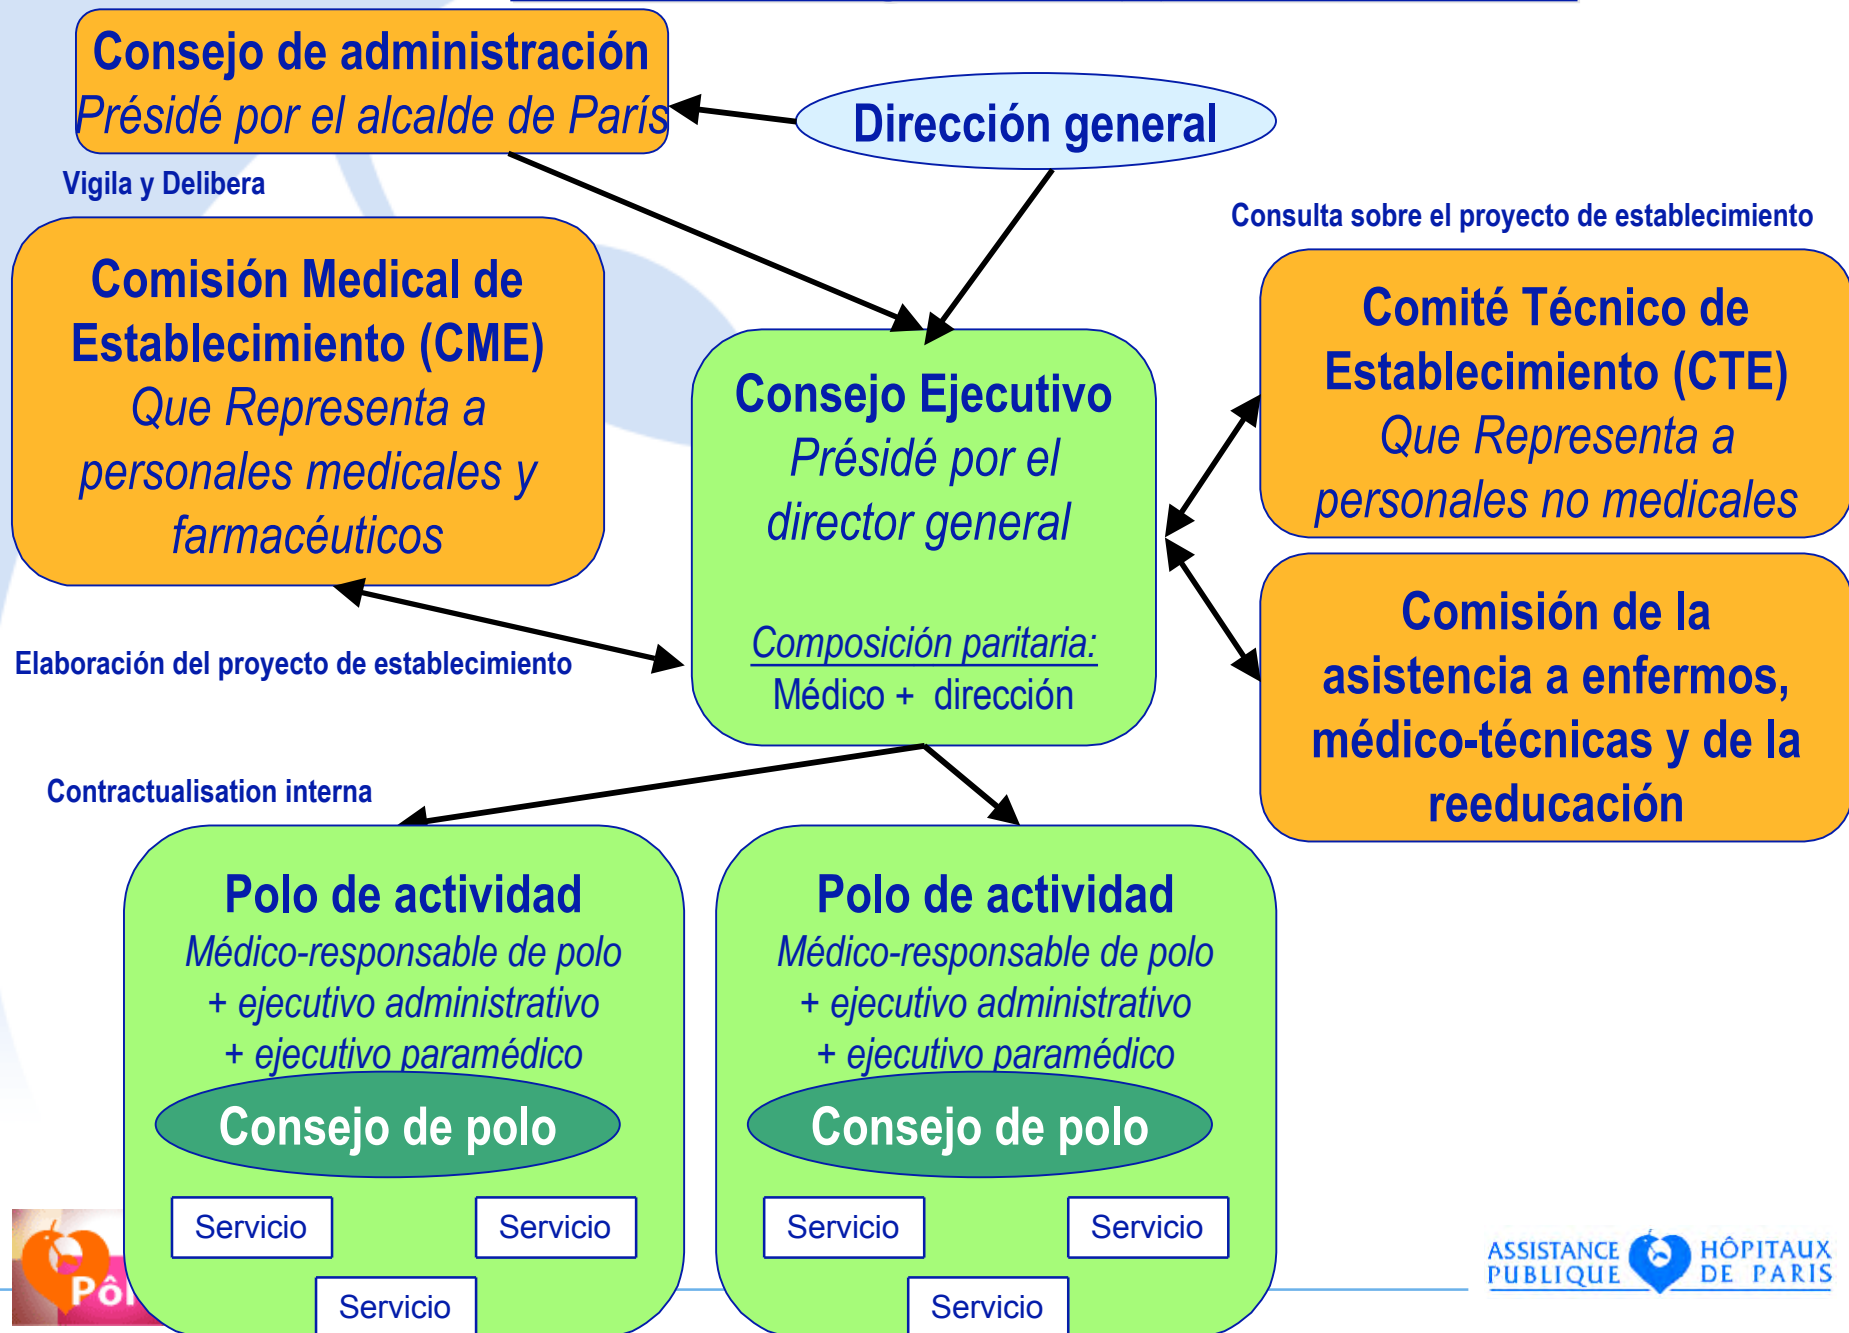 Consejo de administración
Présidé por el alcalde de París
Dirección general
Vigila y Delibera
Consulta sobre el proyecto de establecimiento
Comisión Medical de
Establecimiento (CME)
Que Representa a
personales medicales y
farmacéuticos
Comité Técnico de
Establecimiento (CTE)
Que Representa a
personales no medicales
Consejo Ejecutivo
Présidé por el
director general
Composición paritaria:
Médico + dirección
Comisión de la
asistencia a enfermos,
médico-técnicas y de la
reeducación
Elaboración del proyecto de establecimiento
Contractualisation interna
Polo de actividad
Médico-responsable de polo
+ ejecutivo administrativo
+ ejecutivo paramédico
Consejo de polo
Servicio
Servicio
Servicio
Polo de actividad
Médico-responsable de polo
+ ejecutivo administrativo
+ ejecutivo paramédico
Consejo de polo
Servicio
Servicio
Servicio
ASSISTANCE
PUBLIQUE
HÔPITAUX
DE PARIS